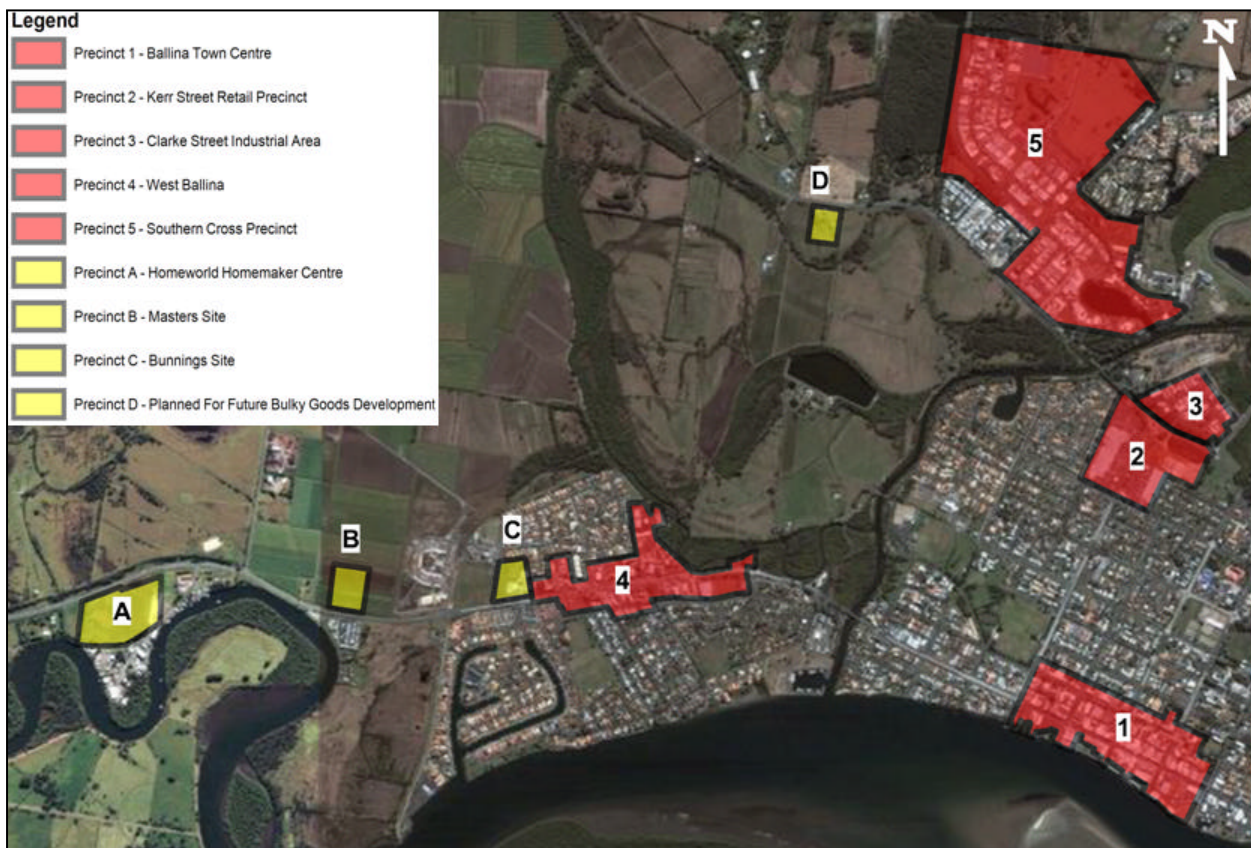 Legend
Precinct 1 - Ballina Town Centre
Precinct 2 - Kerr Street Retail Precinct
Precinct 3 - Clarke Street Industrial Area
Precinct 4 - West Ballina
Precinct 5 - Southern Cross Precinct
Precinct A - Homeworld Homemaker Centre
Precinct B - Masters Site
Precinct C - Bunnings Site
Precinct D - Planned For Future Bulky Goods Development
N
5
D
3
2
B
C
4
A
1